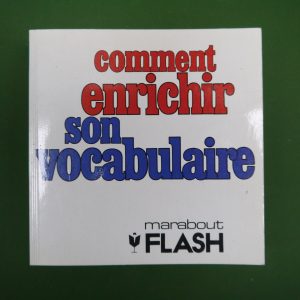 comment
enrichir
son
vocabulaire
marabout
FLASH